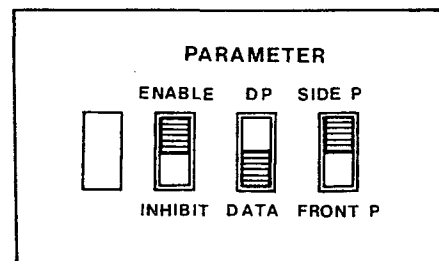 PARAMETER
ENABLE DP SIDE P
INHIBIT DATA FRONT P